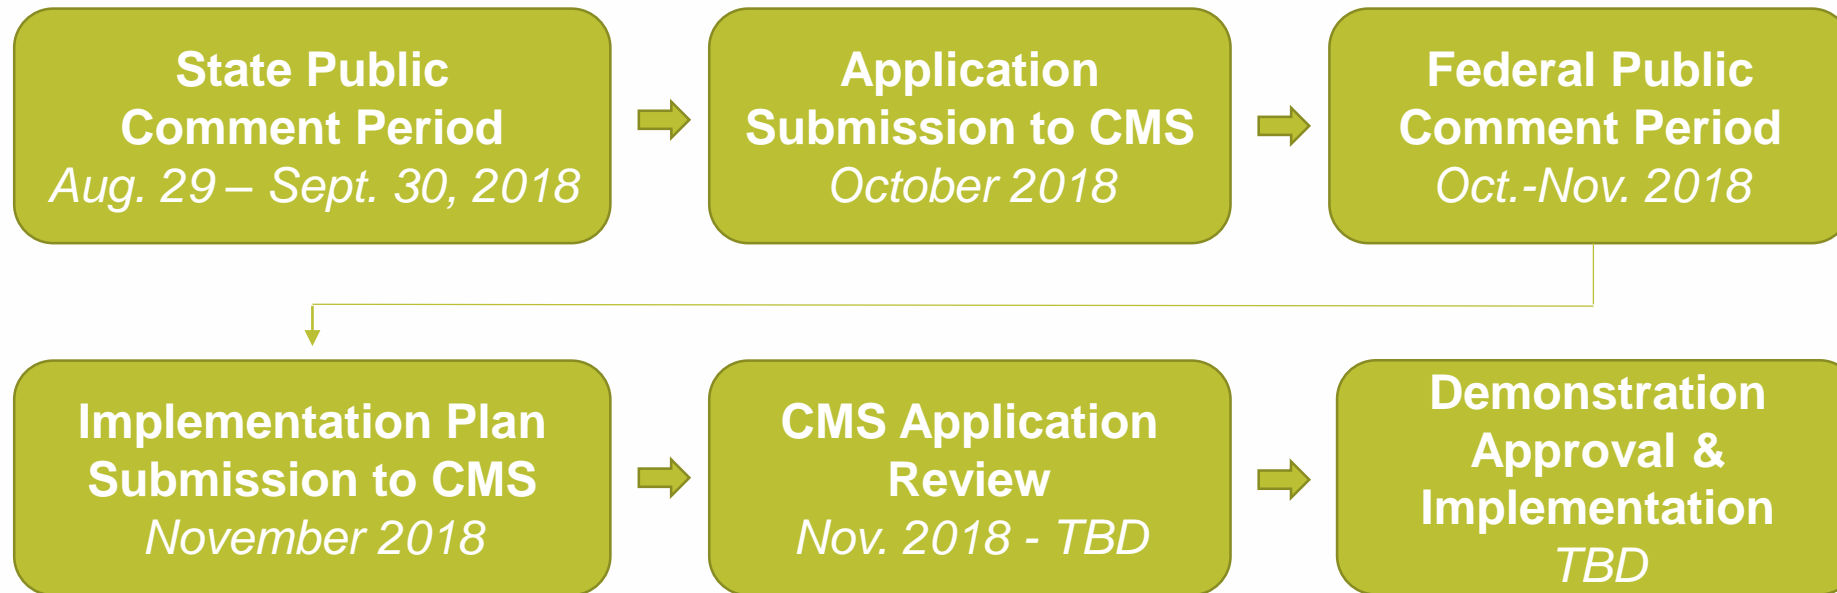 State Public
Comment Period
Aug. 29 – Sept. 30, 2018
Application
Submission to CMS
October 2018
Federal Public
Comment Period
Oct.-Nov. 2018
Implementation Plan
Submission to CMS
November 2018
CMS Application
Review
Nov. 2018 - TBD
Demonstration
Approval &
Implementation
TBD